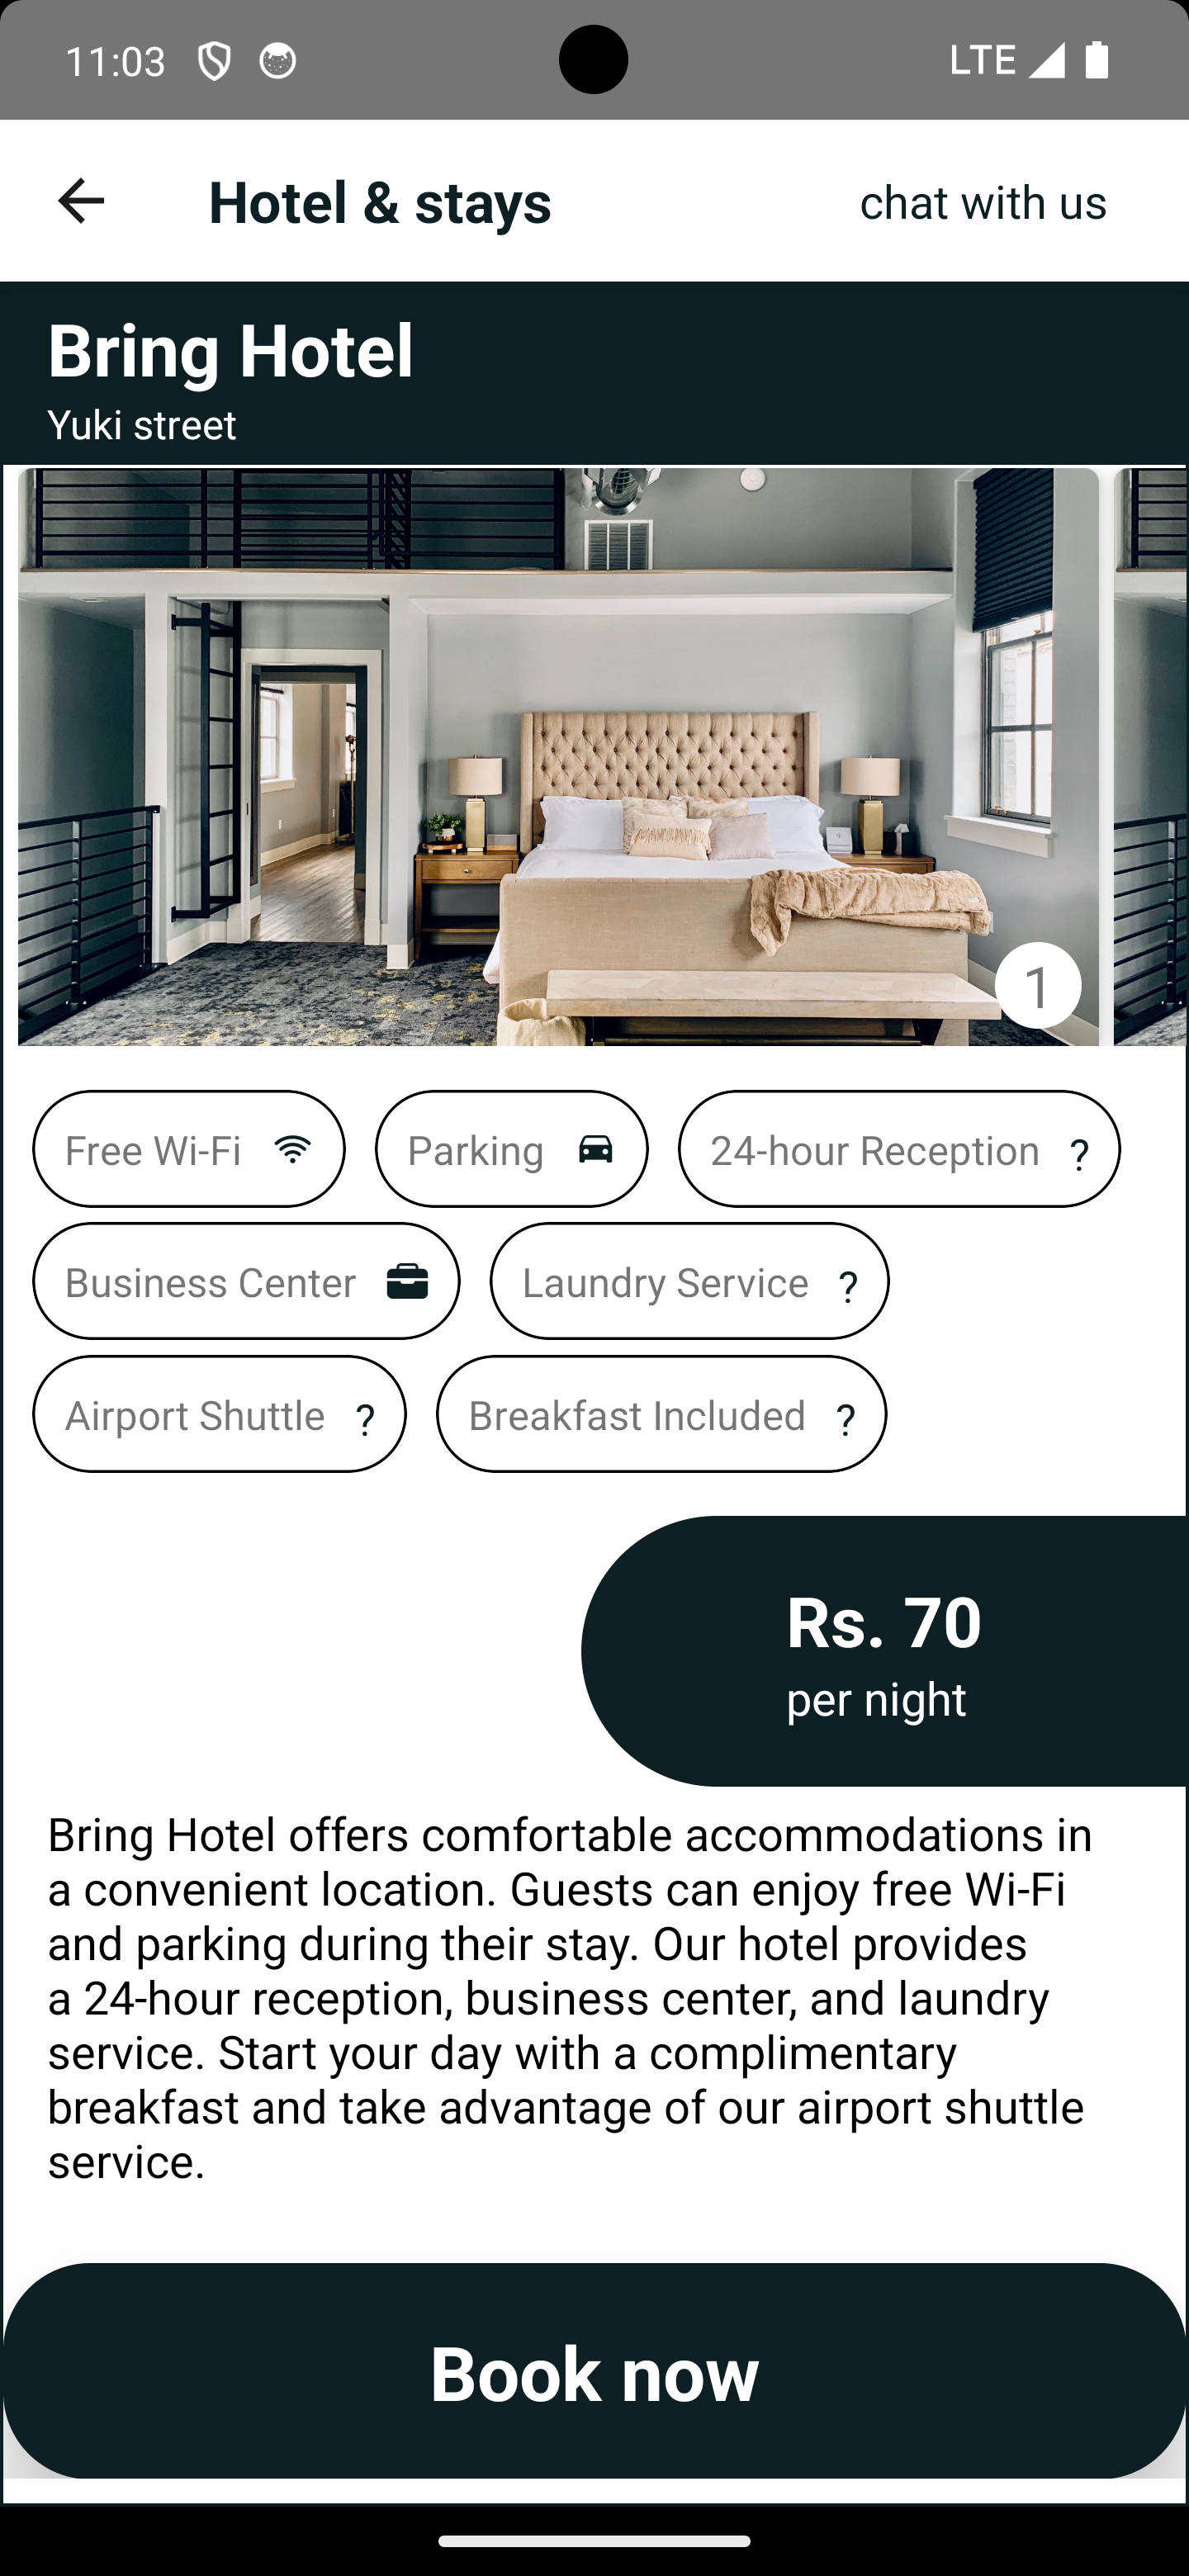 11:03
LTE
Hotel & stays
chat with us
Bring Hotel
Yuki street
1
Free Wi-Fi
Parking
24-hour Reception ?
Business Center
Laundry Service ?
Airport Shuttle ?
Breakfast Included ?
Rs. 70
per night
Bring Hotel offers comfortable accommodations in
a convenient location. Guests can enjoy free Wi-Fi
and parking during their stay. Our hotel provides
a 24-hour reception, business center, and laundry
service. Start your day with a complimentary
breakfast and take advantage of our airport shuttle
service.
Book now